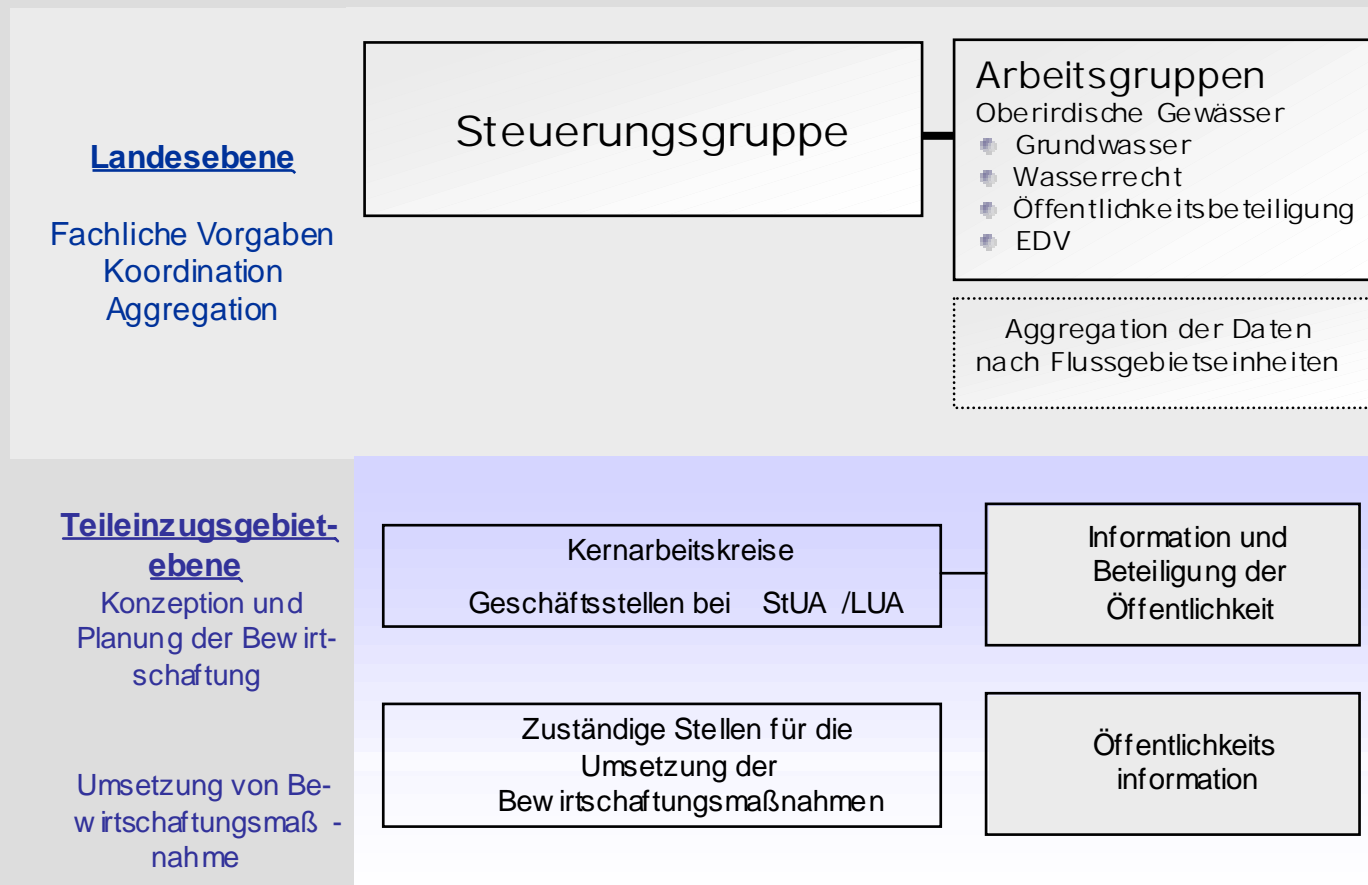 Landesebene
Fachliche Vorgaben
Koordination
Aggregation
Steuerungsgruppe
Arbeitsgruppen
Oberirdische Gewässer
Grundwasser
Wasserrecht
Öffentlichkeitsbeteiligung
EDV
Aggregation der Daten
nach Flussgebietseinheiten
Teileinzugsgebiet-
ebene
Konzeption und
Planung der Bewirt-
schaftung
Umsetzung von Be-
wirtschaftungsmaß -
nahme
Kernarbeitskreise
Geschäftsstellen bei StUA /LUA
Information und
Beteiligung der
Öffentlichkeit
Zuständige Stellen für die
Umsetzung der
Bewirtschaftungsmaßnahmen
Öffentlichkeits
information